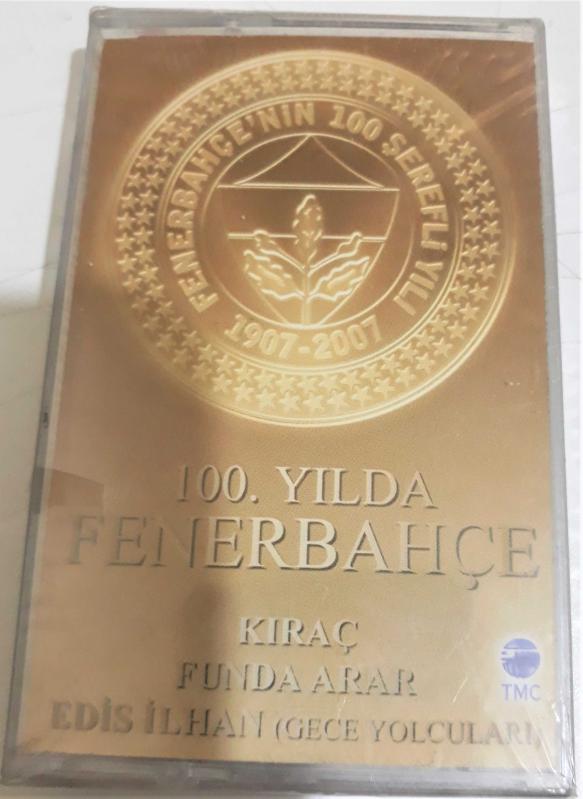 FENERBAHÇE'NİN 100 ŞEREFLİ YILI
1907-2007
100. YILDA
FENERBAHÇE
KIRAÇ
FUNDA ARAR
EDİS İLHAN (GECE YOLCULARI)
TMC